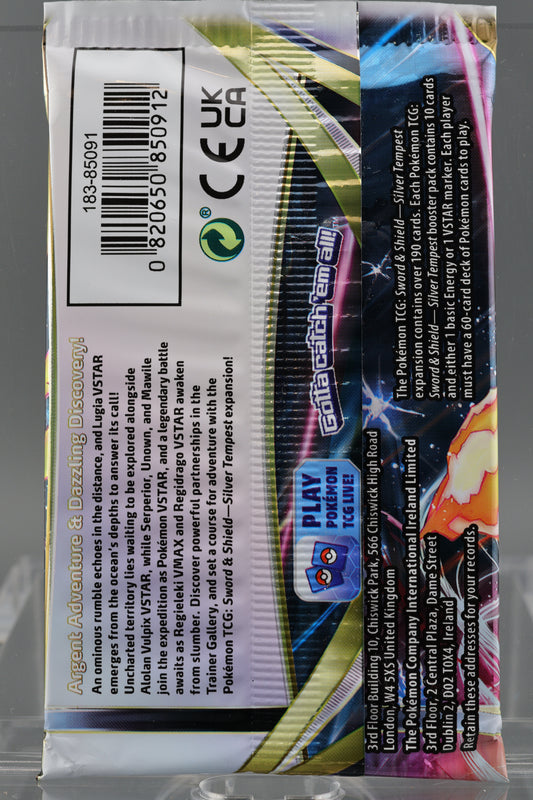 Argent Adventure & Dazzling Discovery!
An ominous rumble echoes in the distance, and Lugia VSTAR
emerges from the ocean's depths to answer its call!
Uncharted territory lies waiting to be explored alongside
Alolan Vulpix VSTAR, while Serperior, Unown, and Mawile
join the expedition as Pokémon VSTAR, and a legendary battle
awaits as Regieleki VMAX and Regidrago VSTAR awaken
from slumber. Discover powerful partnerships in the
Trainer Gallery, and set a course for adventure with the
Pokémon TCG: Sword & Shield—Silver Tempest expansion!
183-85091
0 820650 850912
®
CE UK
CA
PLAY
POKÉMON
TCG LIVE!
Gotta catch 'em all!
3rd Floor Building 10, Chiswick Park, 566 Chiswick High Road
London, W4 5XS United Kingdom
The Pokémon Company International Ireland Limited
3rd Floor, 2 Central Plaza, Dame Street
Dublin 2, D02 T0X4, Ireland
Retain these addresses for your records.
The Pokémon TCG: Sword & Shield—Silver Tempest
expansion contains over 190 cards. Each Pokémon TCG:
Sword & Shield—Silver Tempest booster pack contains 10 cards
and either 1 basic Energy or 1 VSTAR marker. Each player
must have a 60-card deck of Pokémon cards to play.